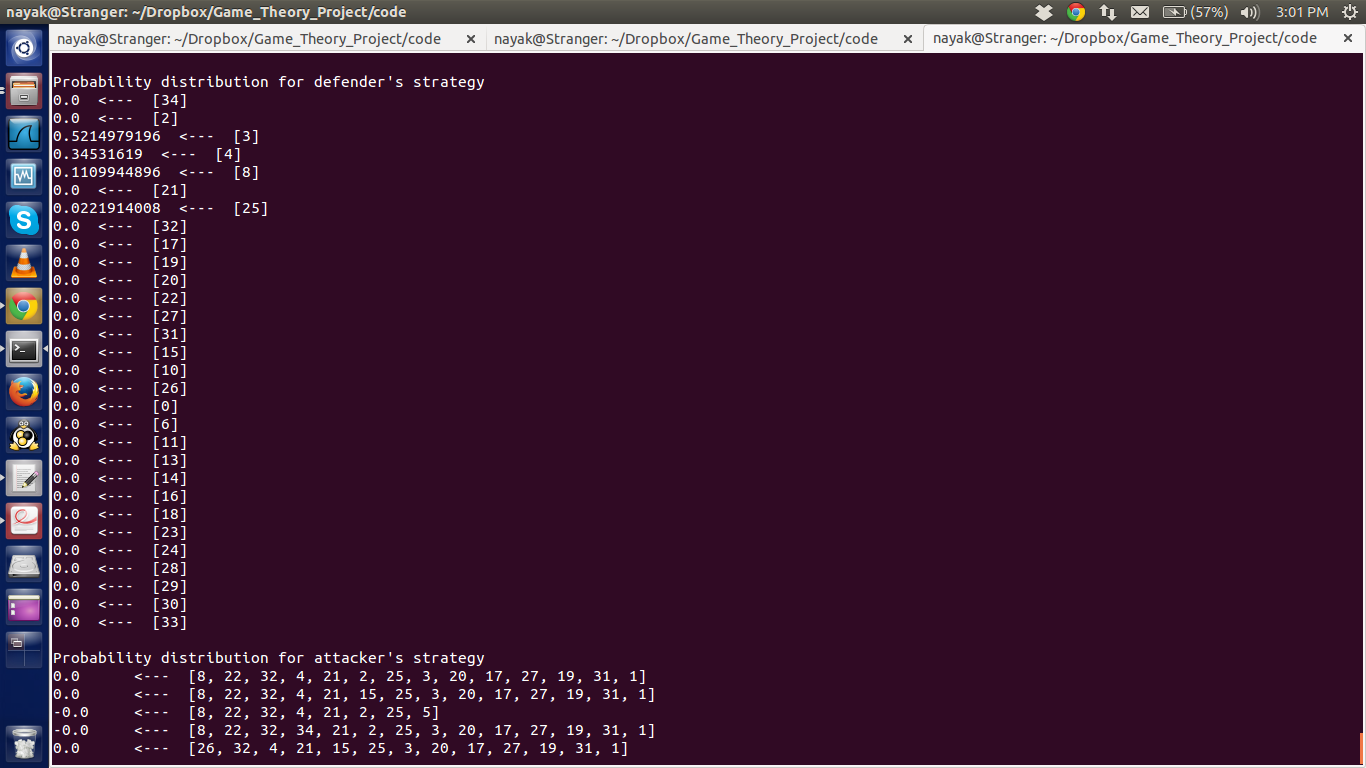 nayak@Stranger: ~/Dropbox/Game_Theory_Project/code
(57%)
3:01 PM
nayak@Stranger: ~/Dropbox/Game_Theory_Project/code
nayak@Stranger: ~/Dropbox/Game_Theory_Project/code
nayak@Stranger: ~/Dropbox/Game_Theory_Project/code
Probability distribution for defender's strategy
0.0  <---  [34]
0.0  <---  [2]
0.5214979196  <---  [3]
0.34531619  <---  [4]
0.1109944896  <---  [8]
0.0  <---  [21]
0.0221914008  <---  [25]
0.0  <---  [32]
0.0  <---  [17]
0.0  <---  [19]
0.0  <---  [20]
0.0  <---  [22]
0.0  <---  [27]
0.0  <---  [31]
0.0  <---  [15]
0.0  <---  [10]
0.0  <---  [26]
0.0  <---  [0]
0.0  <---  [6]
0.0  <---  [11]
0.0  <---  [13]
0.0  <---  [14]
0.0  <---  [16]
0.0  <---  [18]
0.0  <---  [23]
0.0  <---  [24]
0.0  <---  [28]
0.0  <---  [29]
0.0  <---  [30]
0.0  <---  [33]
Probability distribution for attacker's strategy
0.0      <---  [8, 22, 32, 4, 21, 2, 25, 3, 20, 17, 27, 19, 31, 1]
0.0      <---  [8, 22, 32, 4, 21, 15, 25, 3, 20, 17, 27, 19, 31, 1]
-0.0     <---  [8, 22, 32, 4, 21, 2, 25, 5]
-0.0     <---  [8, 22, 32, 34, 21, 2, 25, 3, 20, 17, 27, 19, 31, 1]
0.0      <---  [26, 32, 4, 21, 15, 25, 3, 20, 17, 27, 19, 31, 1]